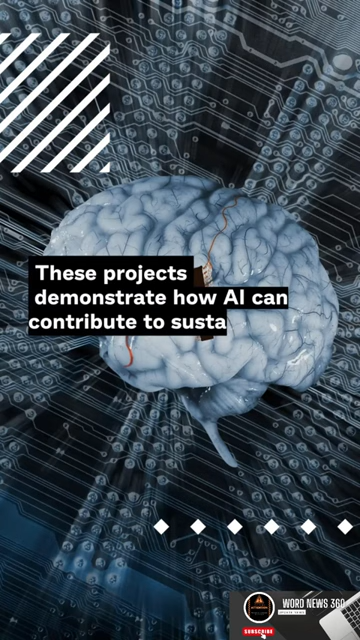 These projects
demonstrate how AI can
contribute to susta
WORD NEWS 360
SUBSCRIBE